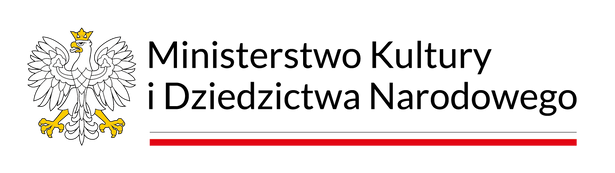 Ministerstwo Kultury
i Dziedzictwa Narodowego